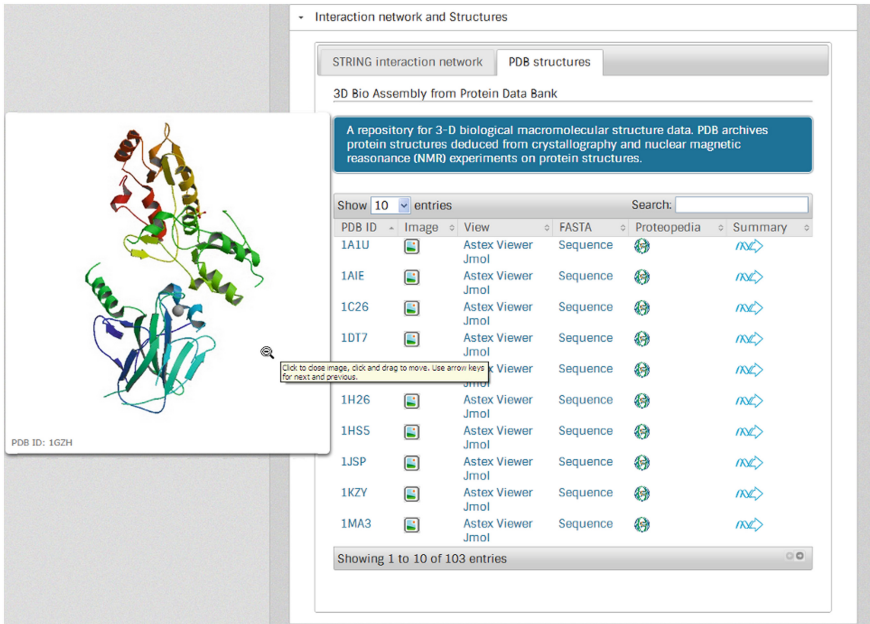 Interaction network and Structures
STRING interaction network PDB structures
3D Bio Assembly from Protein Data Bank
A repository for 3-D biological macromolecular structure data. PDB archives
protein structures deduced from crystallography and nuclear magnetic
reasonance (NMR) experiments on protein structures.
Show 10 entries Search:
PDB ID Image View FASTA Proteopedia Summary
1A1U Astex Viewer Sequence
Jmol
1AIE Astex Viewer Sequence
Jmol
1C26 Astex Viewer Sequence
Jmol
1DT7 Astex Viewer Sequence
Jmol
Click to close image, click and drag to move. Use arrow keys
for next and previous.
Sequence
1H26 Astex Viewer Sequence
Jmol
1HS5 Astex Viewer Sequence
Jmol
1JSP Astex Viewer Sequence
Jmol
1KZY Astex Viewer Sequence
Jmol
1MA3 Astex Viewer Sequence
Jmol
Showing 1 to 10 of 103 entries
PDB ID: 1GZH